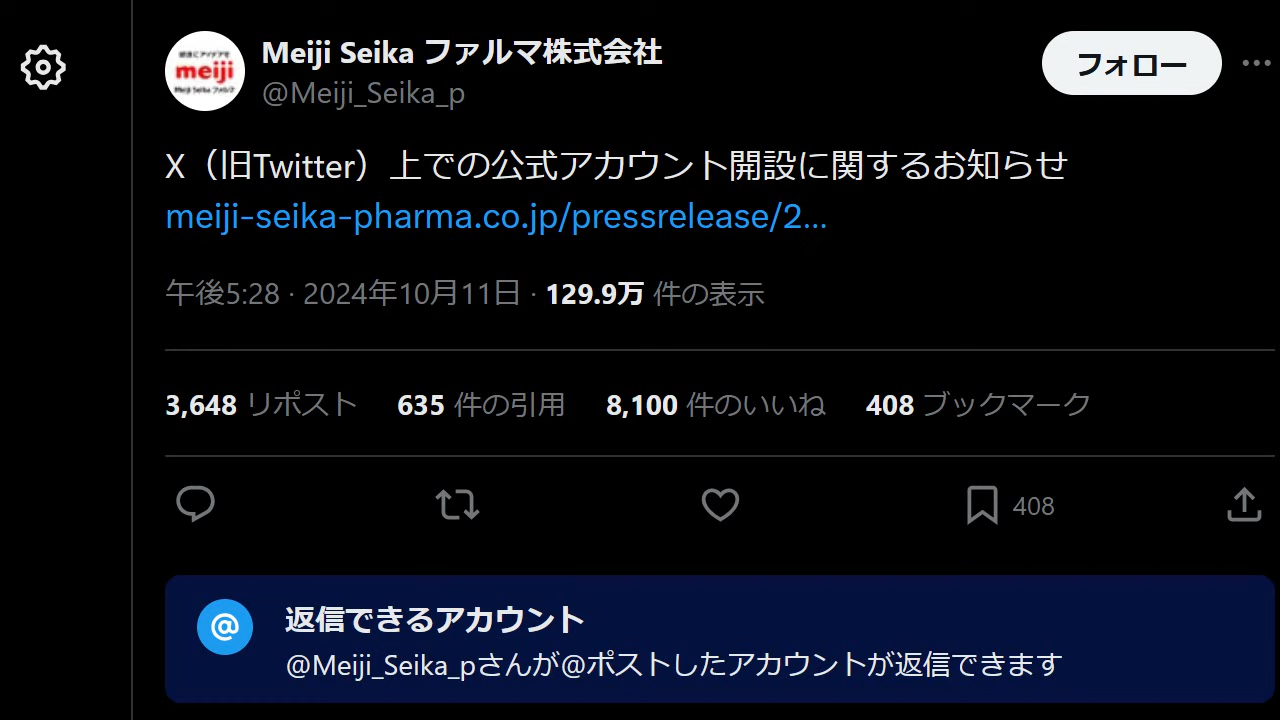 Meiji Seika ファルマ株式会社
@Meiji_Seika_p
フォロー
meiji
Meiji Seika ファルマ
X（旧Twitter）上での公式アカウント開設に関するお知らせ
meiji-seika-pharma.co.jp/pressrelease/2…
午後5:28 · 2024年10月11日 · 129.9万 件の表示
3,648 リポスト 635 件の引用 8,100 件のいいね 408 ブックマーク
408
@
返信できるアカウント
@Meiji_Seika_pさんが@ポストしたアカウントが返信できます